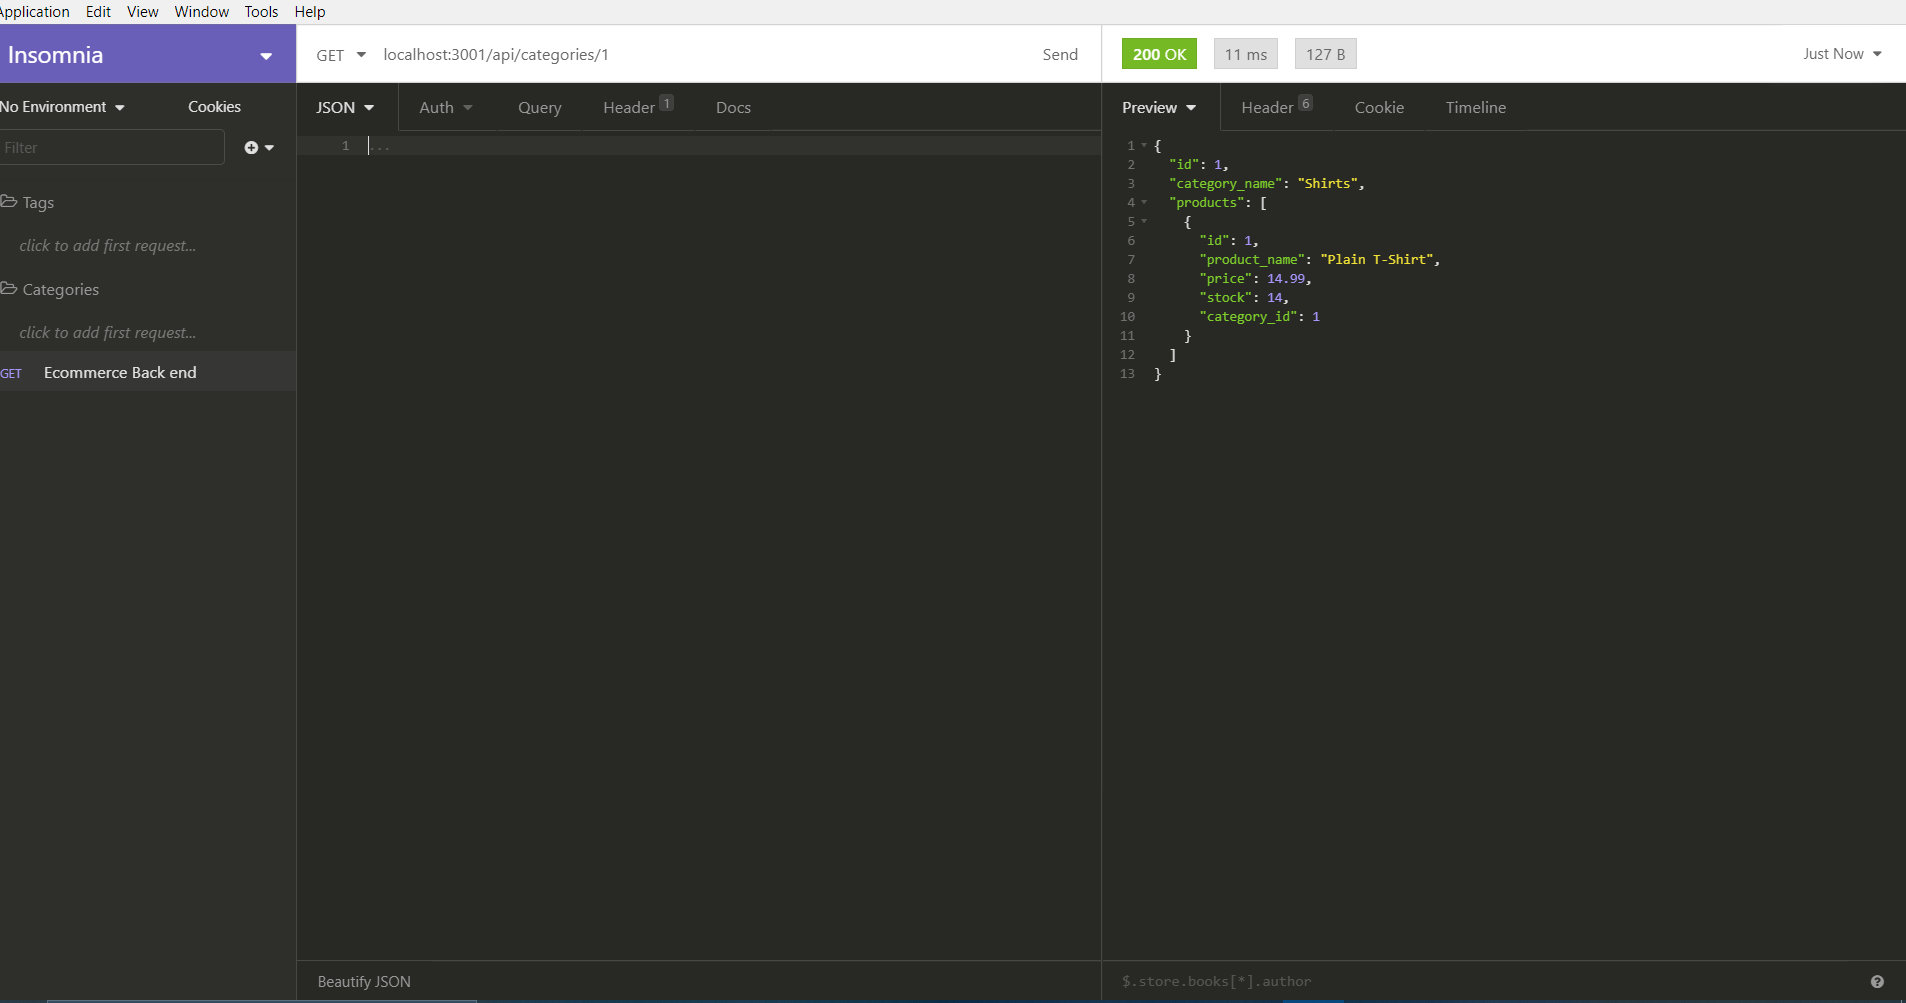 Application Edit View Window Tools Help
Insomnia
GET localhost:3001/api/categories/1 Send
200 OK 11 ms 127 B Just Now
No Environment Cookies
JSON Auth Query Header 1 Docs
Preview Header 6 Cookie Timeline
Filter
Tags
click to add first request...
Categories
click to add first request...
GET Ecommerce Back end
1 ...
1 {
2 "id": 1,
3 "category_name": "Shirts",
4 "products": [
5 {
6 "id": 1,
7 "product_name": "Plain T-Shirt",
8 "price": 14.99,
9 "stock": 14,
10 "category_id": 1
11 }
12 ]
13 }
Beautify JSON
$.store.books[*].author